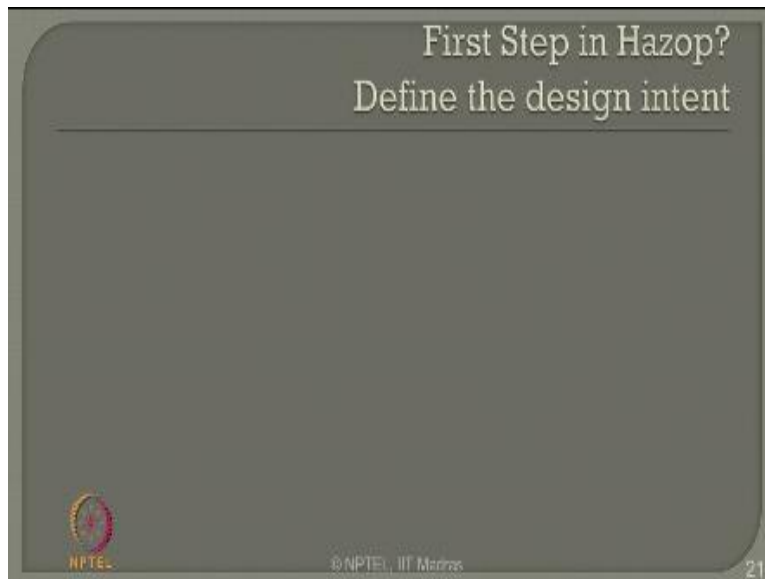 First Step in Hazop?
Define the design intent
NPTEL
© NPTEL, IIT Madras
21